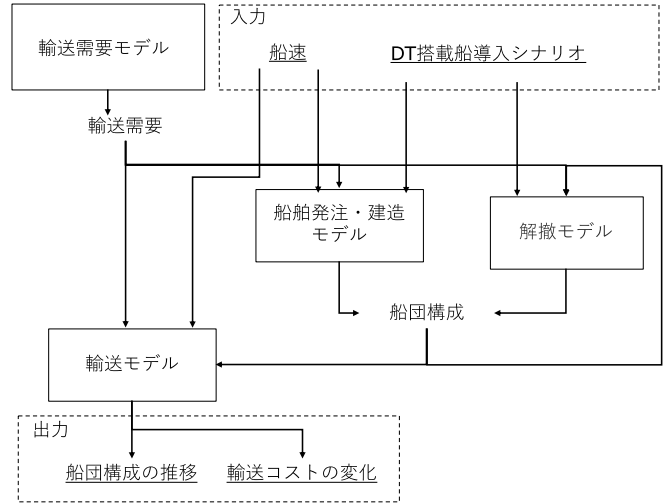 輸送需要モデル
入力
船速
DT搭載船導入シナリオ
輸送需要
船舶発注・建造
モデル
解撤モデル
船団構成
輸送モデル
出力
船団構成の推移
輸送コストの変化